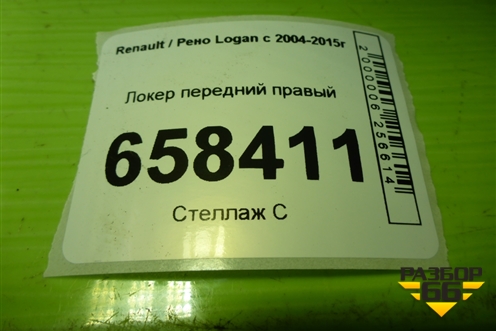 Renault / Рено Logan с 2004-2015г
Локер передний правый
658411
Стеллаж С
2000006256614
РАЗБОР
66